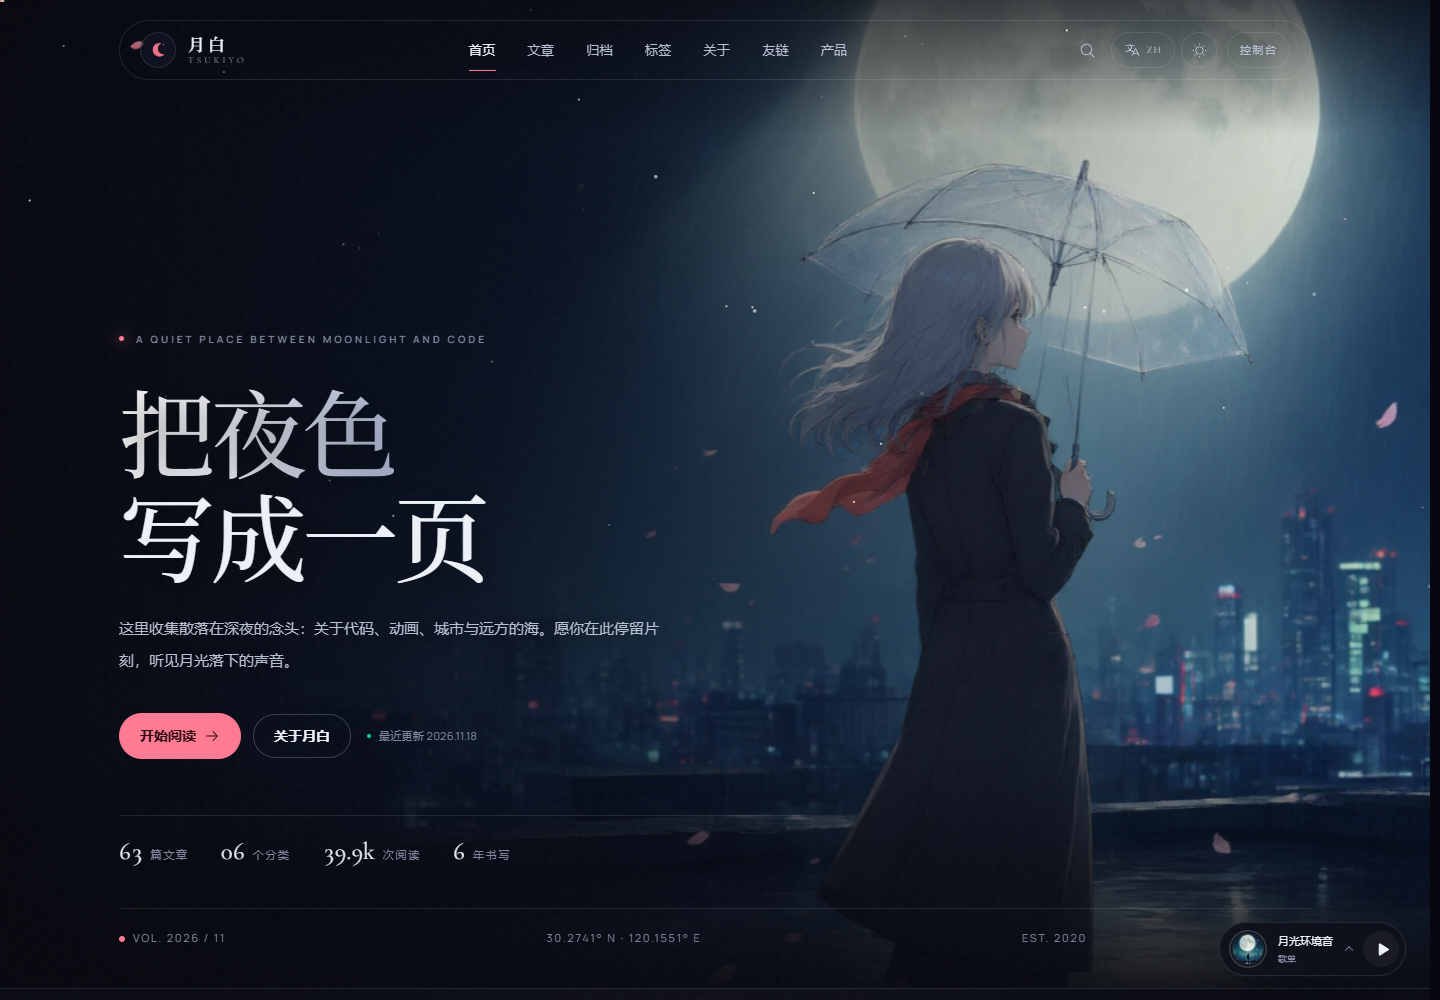 月白
TSUKIYO
首页 文章 归档 标签 关于 友链 产品
ZH 控制台
A QUIET PLACE BETWEEN MOONLIGHT AND CODE
把夜色
写成一页
这里收集散落在深夜的念头：关于代码、动画、城市与远方的海。愿你在此停留片
刻，听见月光落下的声音。
开始阅读 关于月白 最近更新 2026.11.18
63 篇文章 06 个分类 39.9k 次阅读 6 年书写
VOL. 2026 / 11 30.2741° N · 120.1551° E EST. 2020
月光环境音
歌单